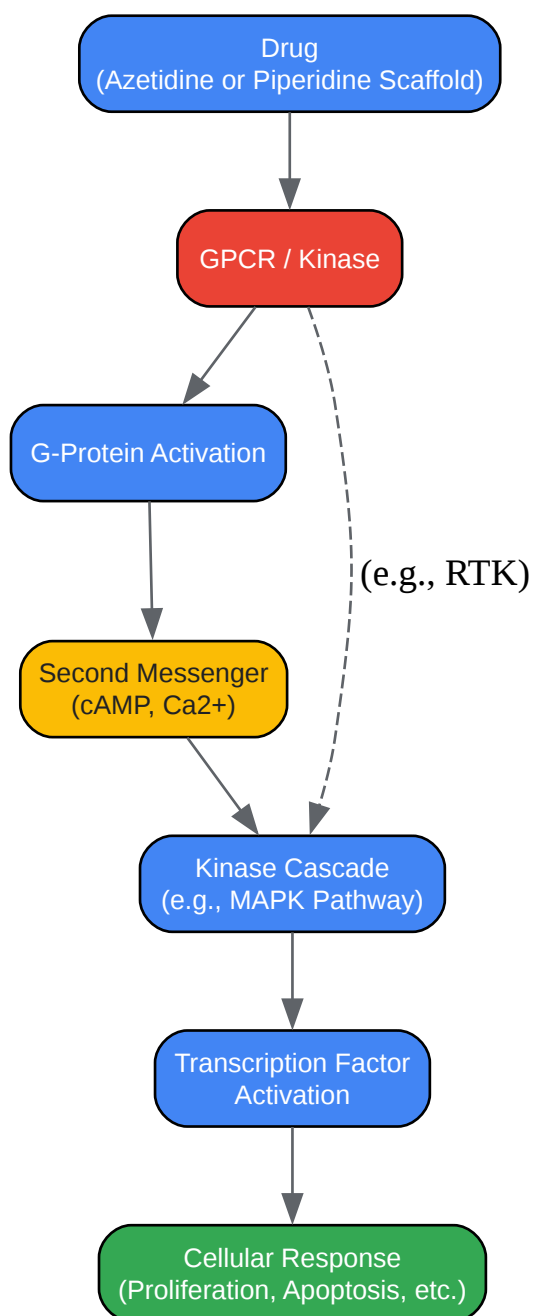 Drug
(Azetidine or Piperidine Scaffold)
GPCR / Kinase
G-Protein Activation
(e.g., RTK)
Second Messenger
(cAMP, Ca2+)
Kinase Cascade
(e.g., MAPK Pathway)
Transcription Factor
Activation
Cellular Response
(Proliferation, Apoptosis, etc.)